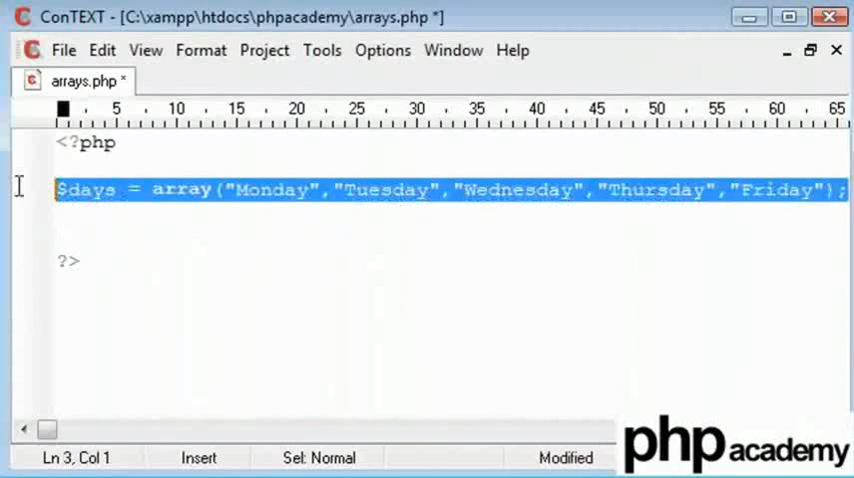 ConTEXT - [C:\xampp\htdocs\phpacademy\arrays.php *]
File Edit View Format Project Tools Options Window Help
arrays.php *
5 10 15 20 25 30 35 40 45 50 55 60 65
<?php
$days = array("Monday","Tuesday","Wednesday","Thursday","Friday");
?>
Ln 3, Col 1 Insert Sel: Normal Modified
php academy